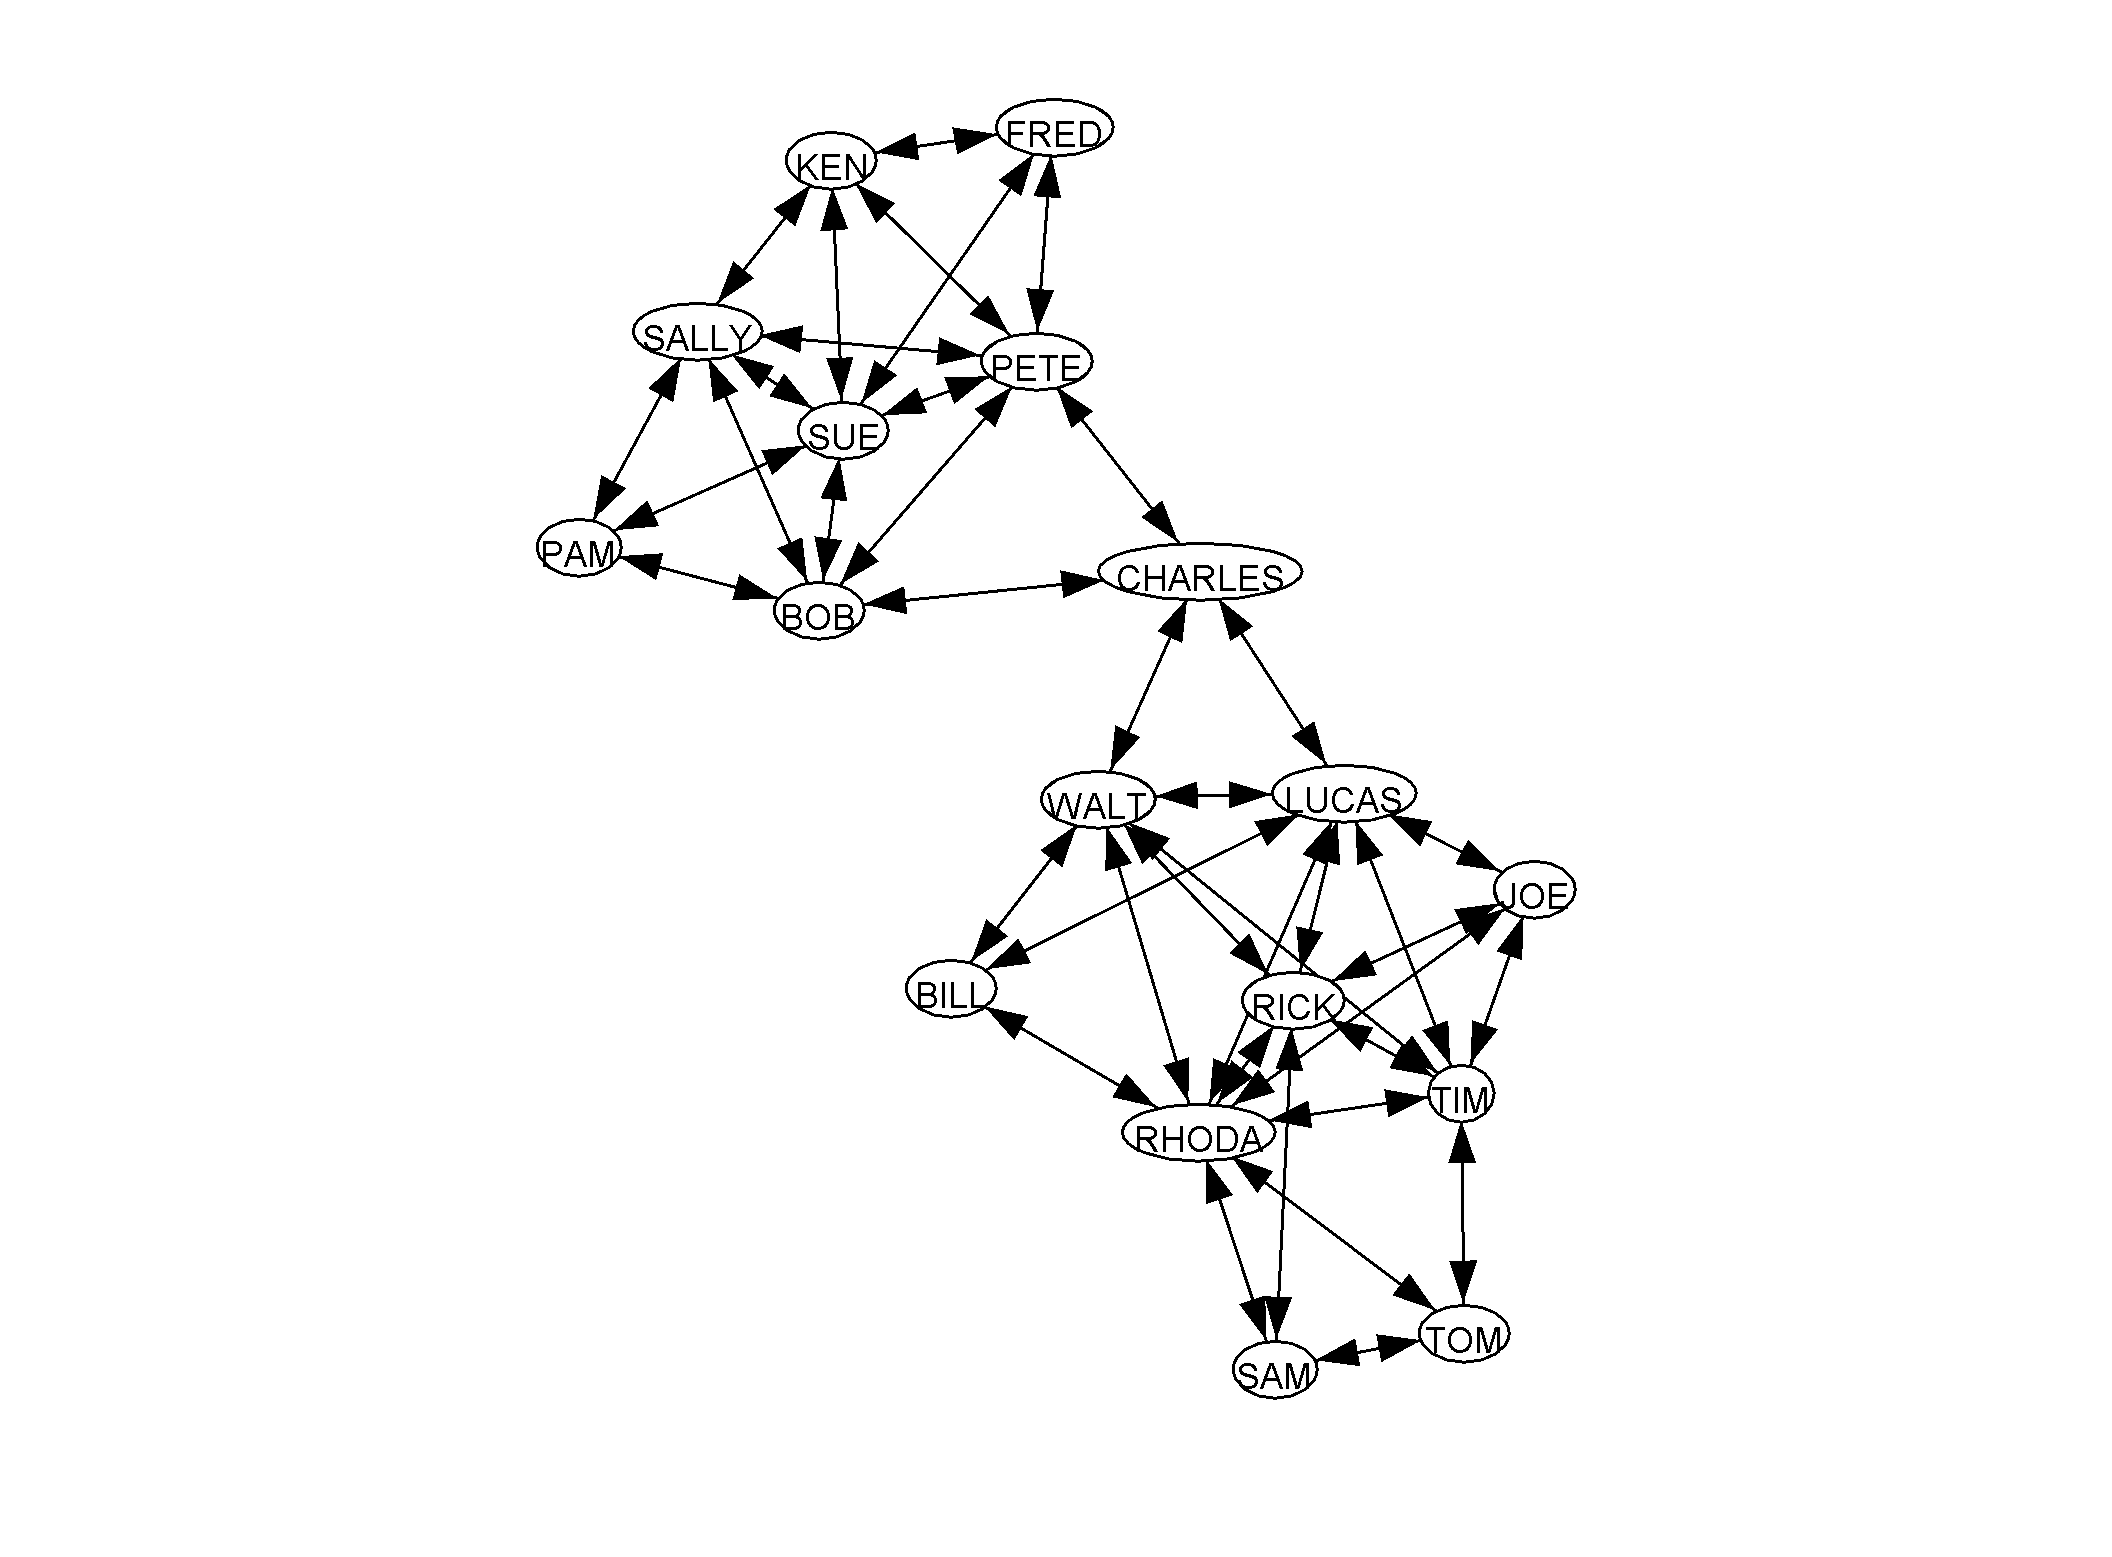 FRED
KEN
SALLY
PETE
SUE
PAM
CHARLES
BOB
WALT
LUCAS
JOE
BILL
RICK
TIM
RHODA
TOM
SAM